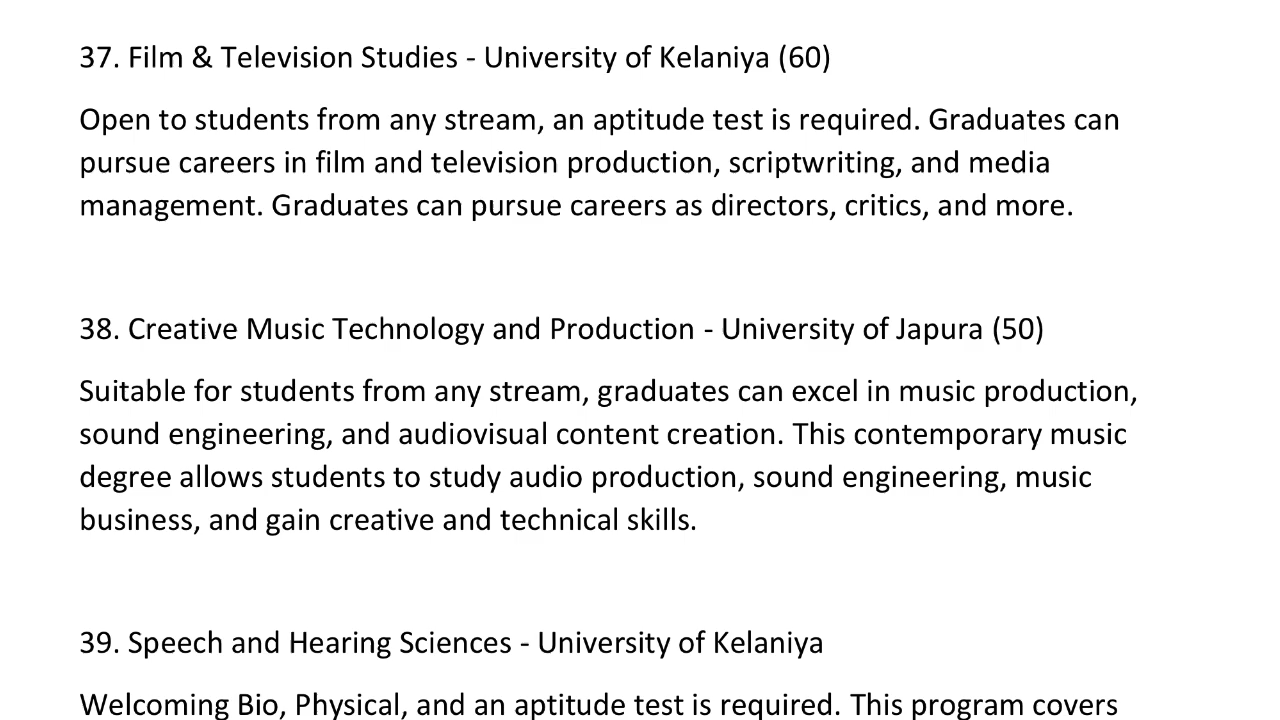 37. Film & Television Studies - University of Kelaniya (60)
Open to students from any stream, an aptitude test is required. Graduates can
pursue careers in film and television production, scriptwriting, and media
management. Graduates can pursue careers as directors, critics, and more.
38. Creative Music Technology and Production - University of Japura (50)
Suitable for students from any stream, graduates can excel in music production,
sound engineering, and audiovisual content creation. This contemporary music
degree allows students to study audio production, sound engineering, music
business, and gain creative and technical skills.
39. Speech and Hearing Sciences - University of Kelaniya
Welcoming Bio, Physical, and an aptitude test is required. This program covers